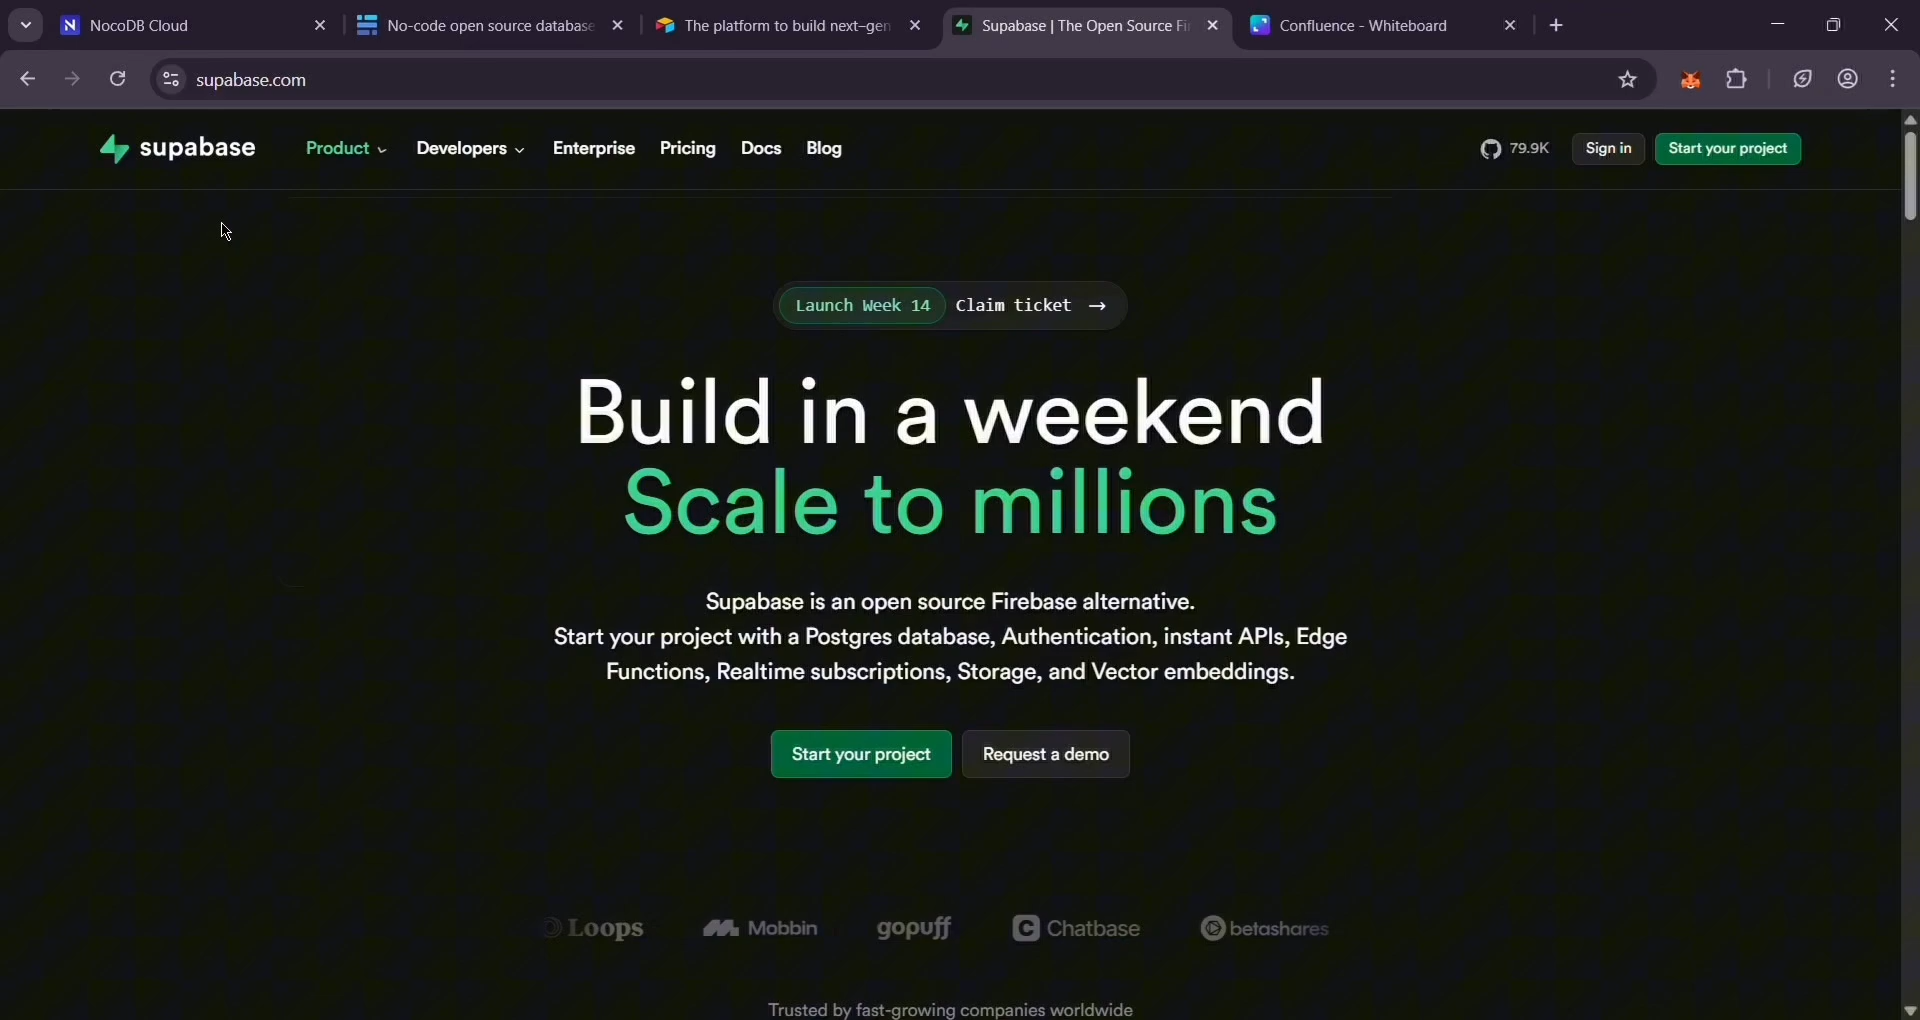 NocoDB Cloud
No-code open source database
The platform to build next-gen
Supabase | The Open Source Fi
Confluence - Whiteboard
supabase.com
supabase
Product
Developers
Enterprise
Pricing
Docs
Blog
79.9K
Sign in
Start your project
Launch Week 14 Claim ticket →
Build in a weekend
Scale to millions
Supabase is an open source Firebase alternative.
Start your project with a Postgres database, Authentication, instant APIs, Edge
Functions, Realtime subscriptions, Storage, and Vector embeddings.
Start your project
Request a demo
Loops
Mobbin
gopuff
Chatbase
betashares
Trusted by fast-growing companies worldwide